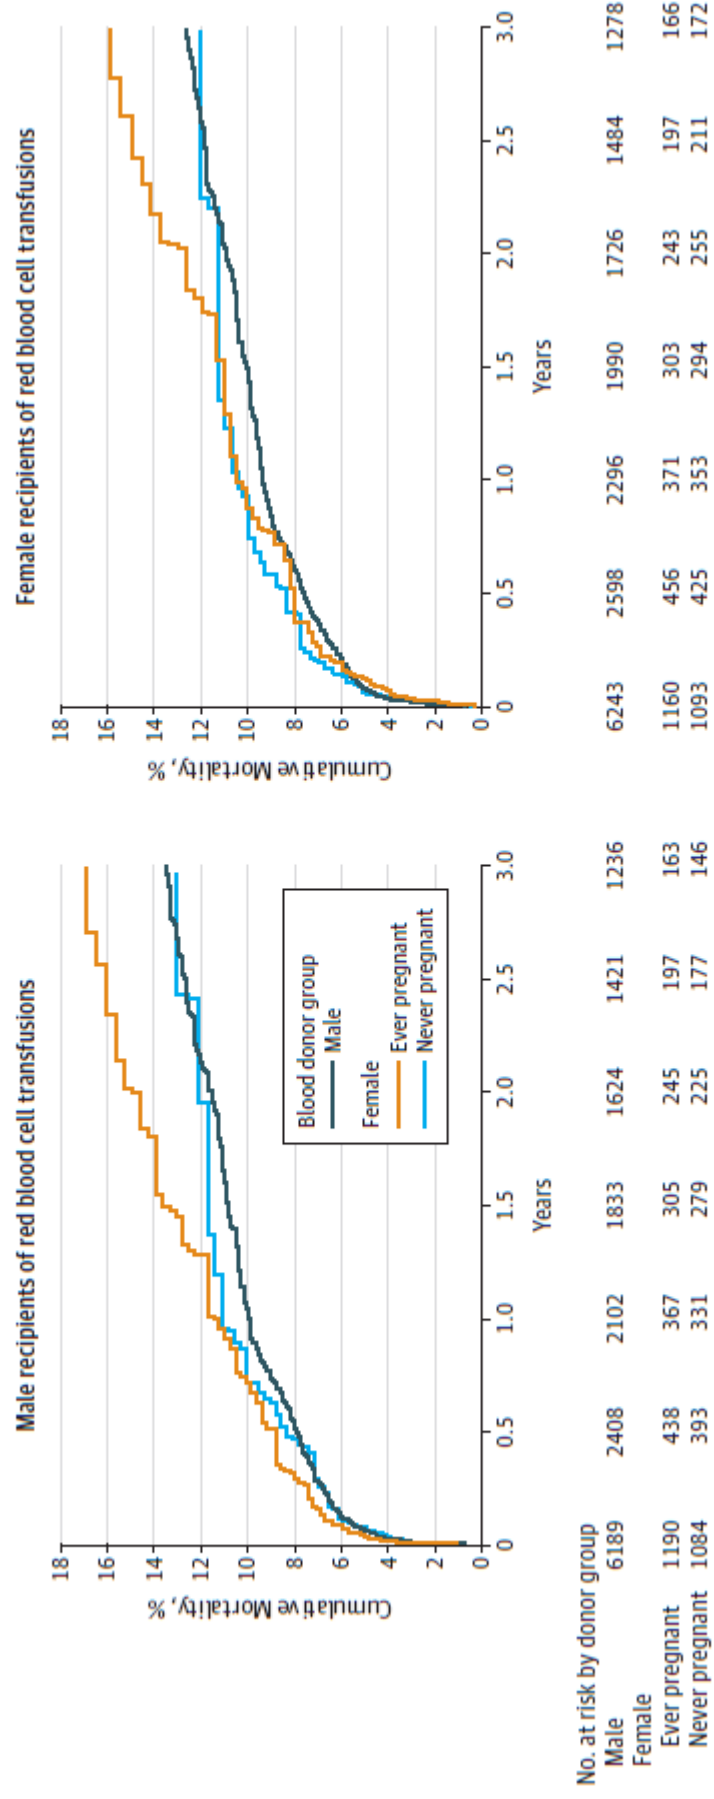 Male recipients of red blood cell transfusions
Cumulative Mortality, %
18
16
14
12
10
8
6
4
2
0
0 0.5 1.0 1.5 2.0 2.5 3.0
Years
Blood donor group
Male
Female
Ever pregnant
Never pregnant
Female recipients of red blood cell transfusions
Cumulative Mortality, %
18
16
14
12
10
8
6
4
2
0
0 0.5 1.0 1.5 2.0 2.5 3.0
Years
No. at risk by donor group
Male 6189 2408 2102 1833 1624 1421 1236 6243 2598 2296 1990 1726 1484 1278
Female
Ever pregnant 1190 438 367 305 245 197 163 1160 456 371 303 243 197 166
Never pregnant 1084 393 331 279 225 177 146 1093 425 353 294 255 211 172